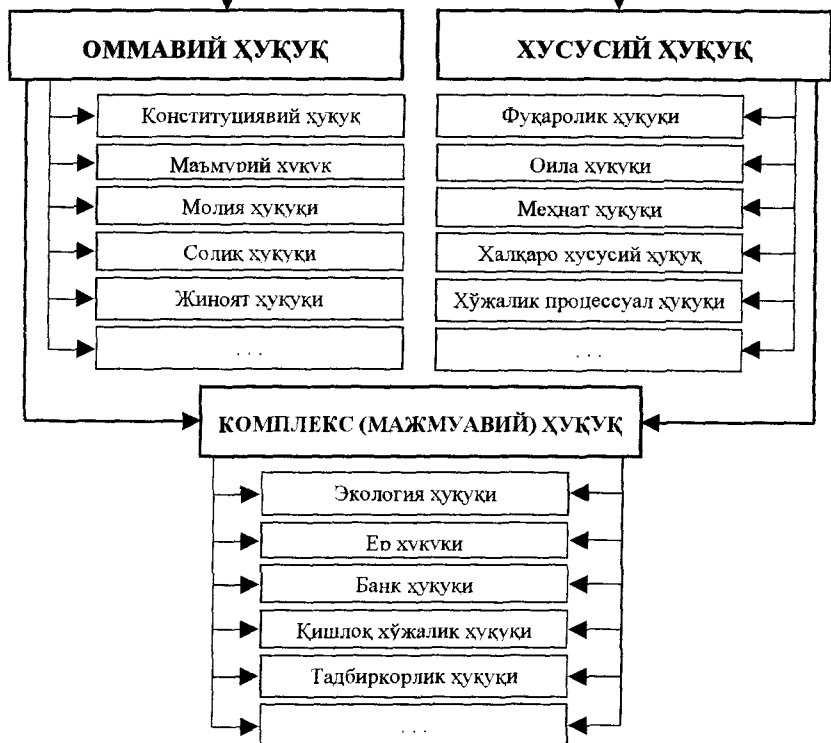 ОММАВИЙ ҲУҚУҚ
Конституциявий ҳуқуқ
Маъмурий ҳуқуқ
Молия ҳуқуқи
Солиқ ҳуқуқи
Жиноят ҳуқуқи
. . .
ХУСУСИЙ ҲУҚУҚ
Фуқаролик ҳуқуқи
Оила ҳуқуқи
Меҳнат ҳуқуқи
Халқаро хусусий ҳуқуқ
Хўжалик процессуал ҳуқуқи
. . .
КОМПЛЕКС (МАЖМУАВИЙ) ҲУҚУҚ
Экология ҳуқуқи
Ер ҳуқуқи
Банк ҳуқуқи
Қишлоқ хўжалик ҳуқуқи
Тадбиркорлик ҳуқуқи
. . .